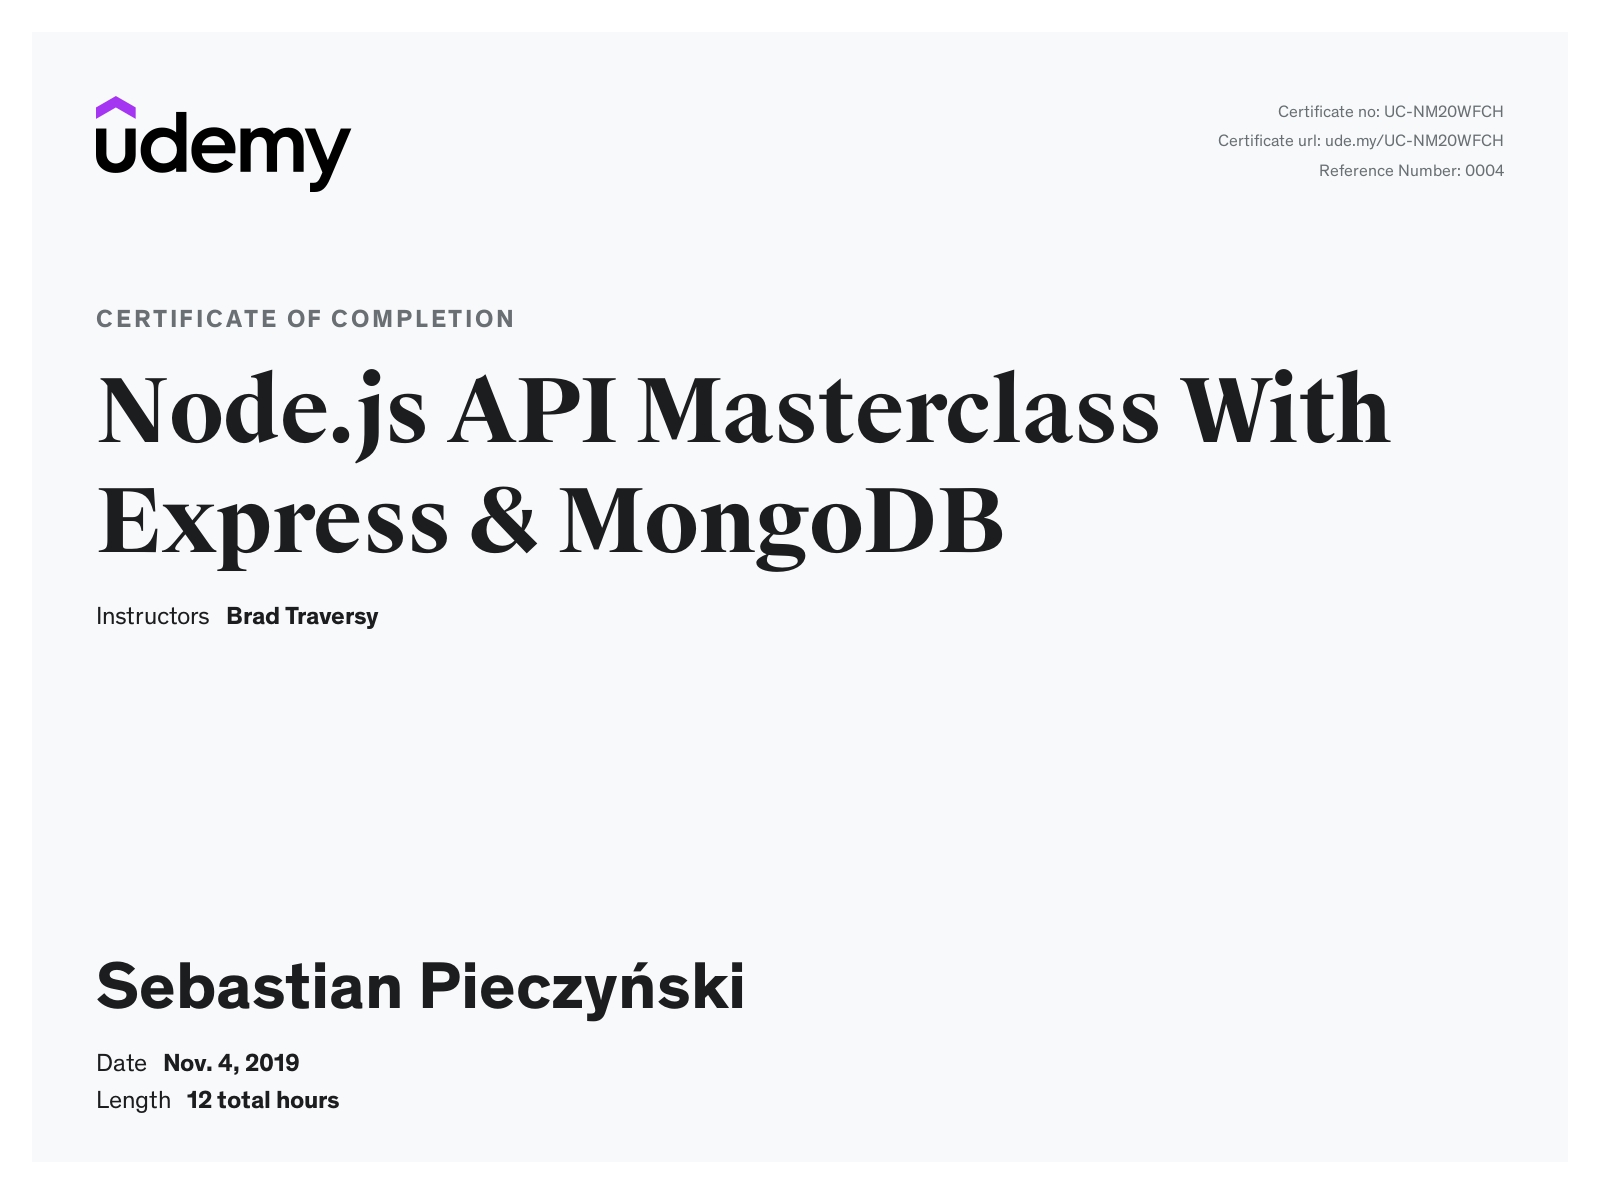 udemy
Certificate no: UC-NM20WFCH
Certificate url: ude.my/UC-NM20WFCH
Reference Number: 0004
CERTIFICATE OF COMPLETION
Node.js API Masterclass With
Express & MongoDB
Instructors Brad Traversy
Sebastian Pieczyński
Date Nov. 4, 2019
Length 12 total hours